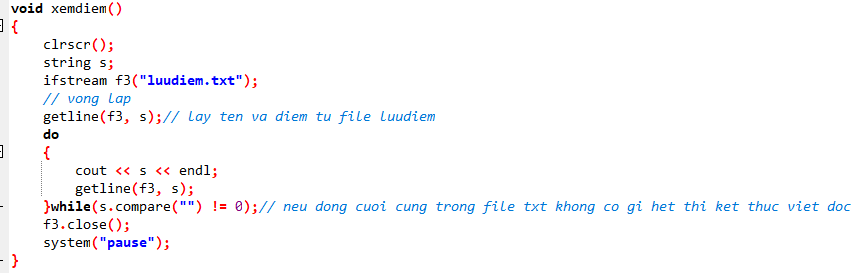 void xemdiem()
{
clrscr();
string s;
ifstream f3("luudiem.txt");
// vong lap
getline(f3, s);// lay ten va diem tu file luudiem
do
{
cout << s << endl;
getline(f3, s);
}while(s.compare("") != 0);// neu dong cuoi cung trong file txt khong co gi het thi ket thuc viet doc
f3.close();
system("pause");
}